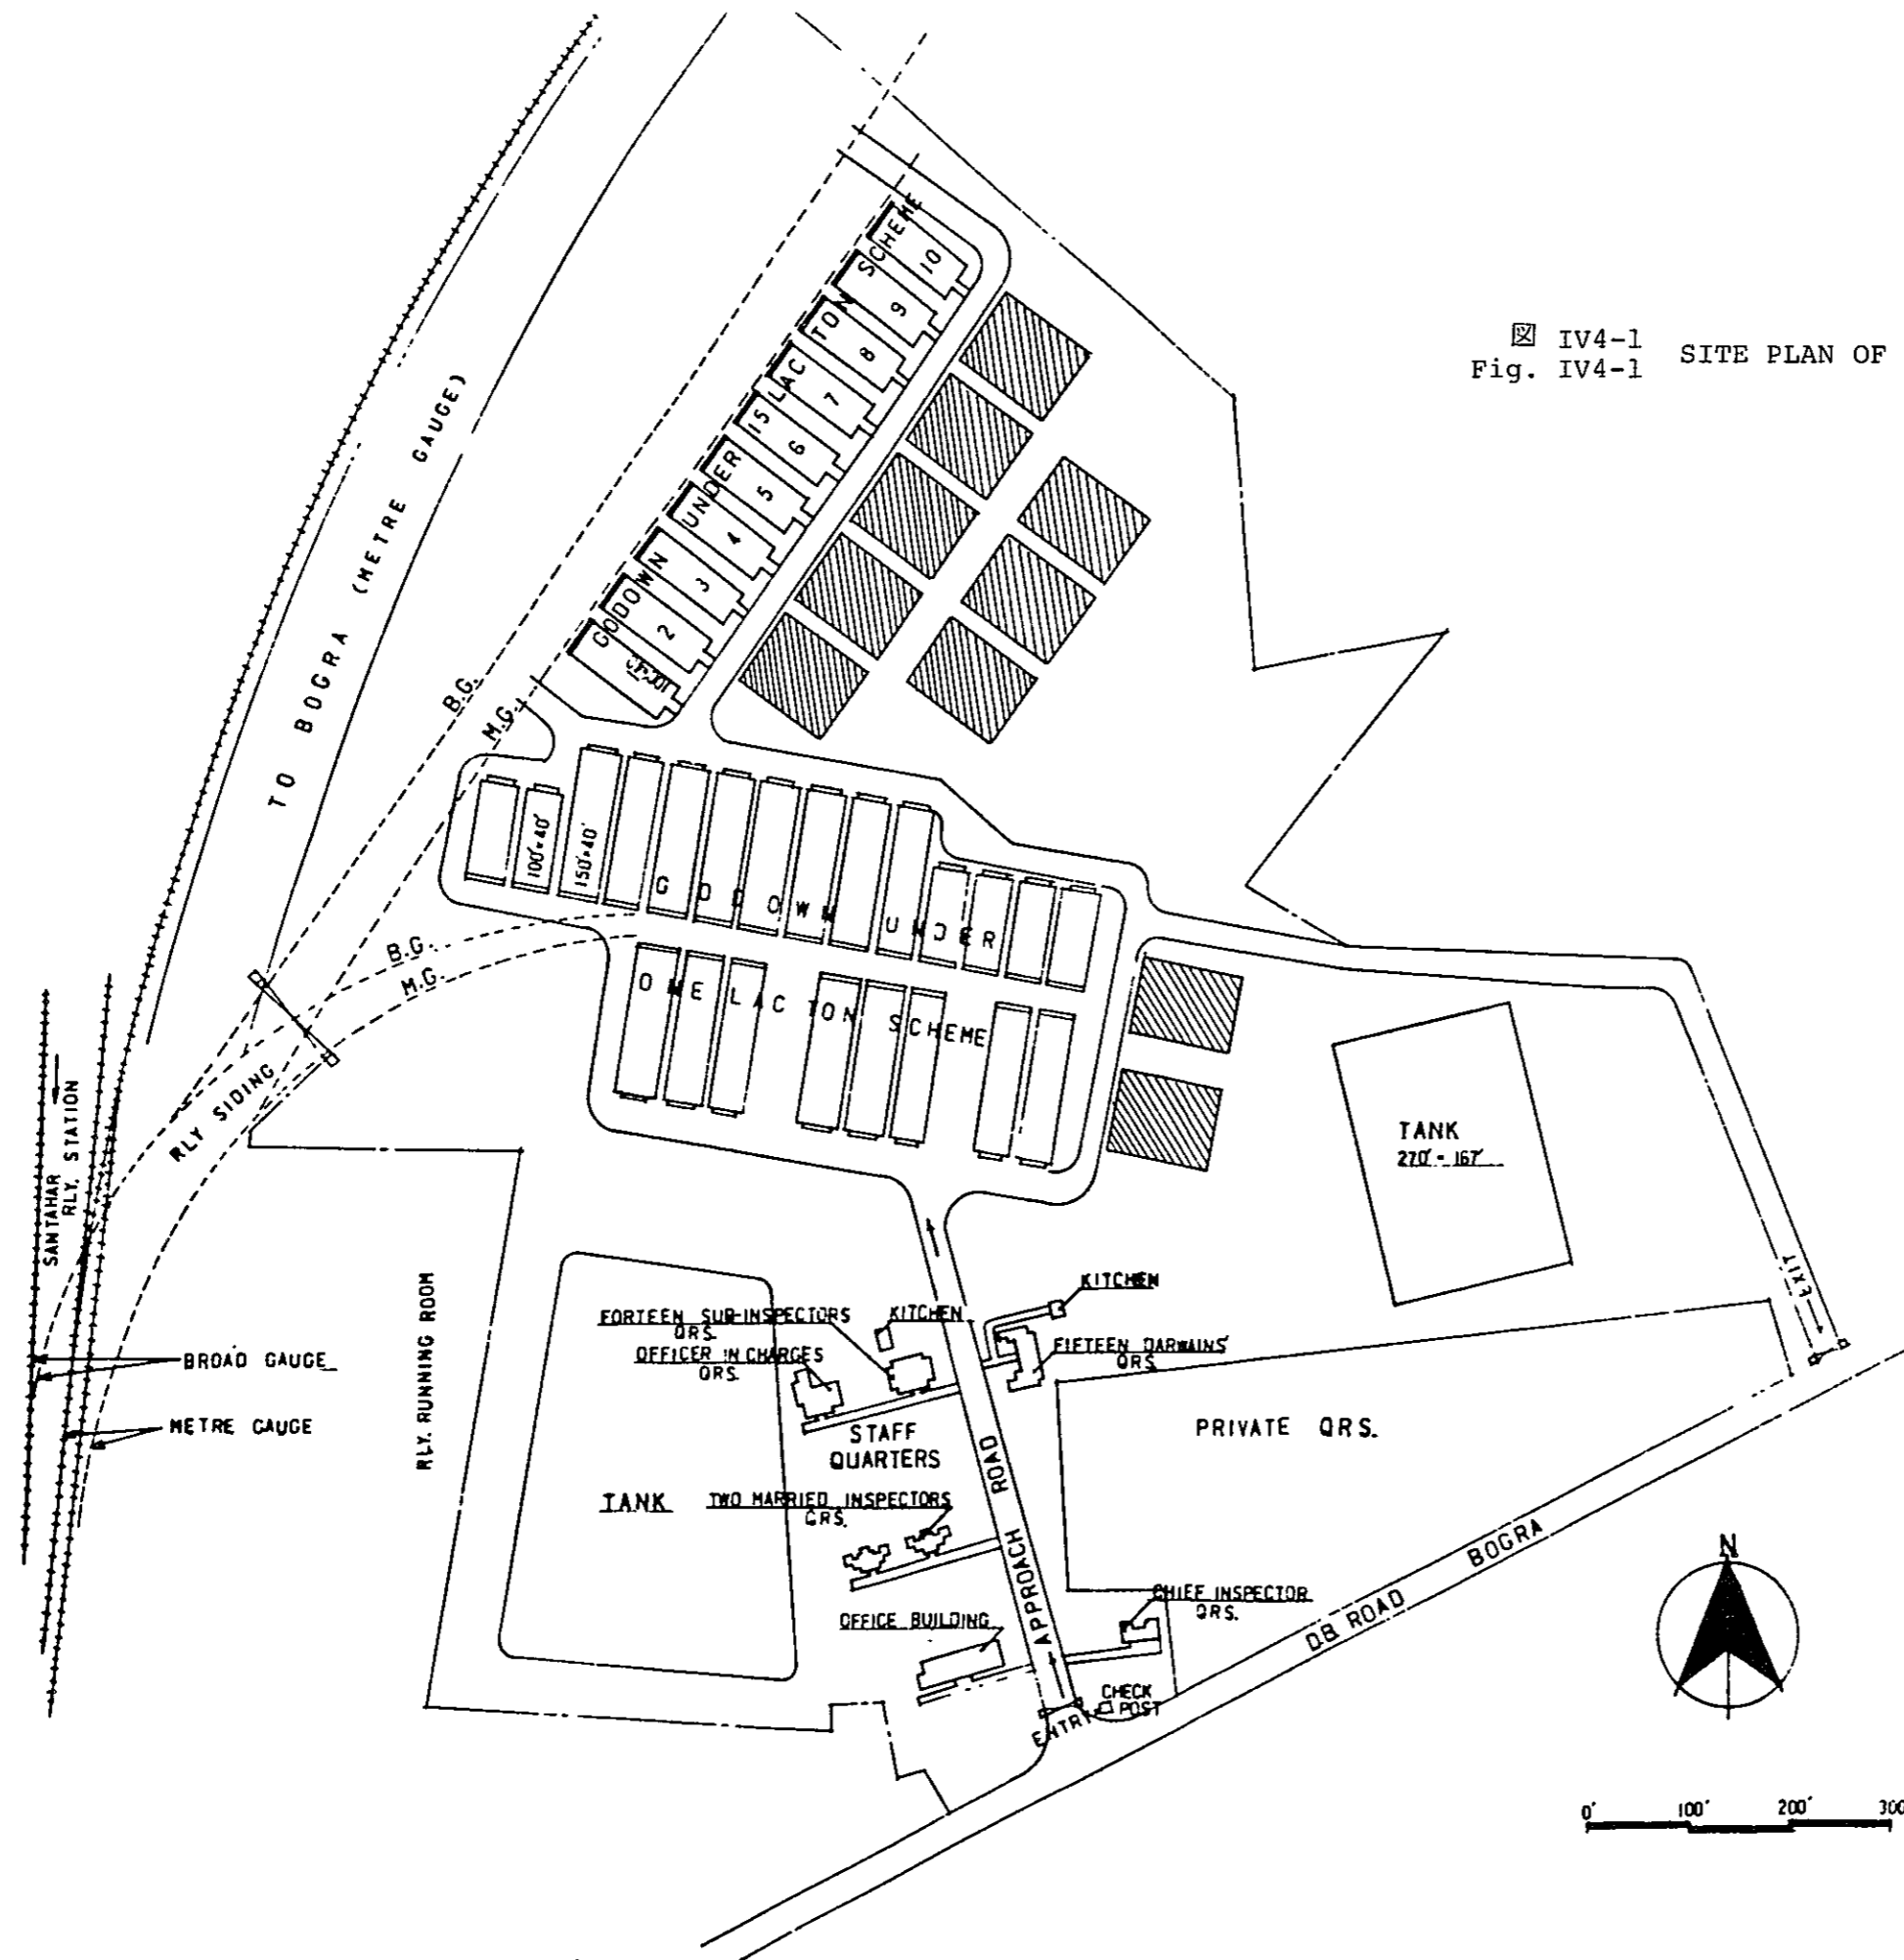 図 IV4-1
Fig. IV4-1
SITE PLAN OF
TO BOGRA (METRE GAUGE)
GODOWN UNDER 15 LAC TON SCHEME
10
9
8
7
6
5
4
3
2
B.G.
M.G.
100'×40'
150'×40'
GODOWN UNDER
ONE LAC TON SCHEME
B.G.
M.G.
RLY SIDING
SANTAHAR
RLY. STATION
TANK
270' × 167'
EXIT
RLY. RUNNING ROOM
KITCHEN
FORTEEN SUB-INSPECTORS
QRS.
KITCHEN
OFFICER IN CHARGES
QRS.
FIFTEEN DARWAINS'
QRS.
BROAD GAUGE
METRE GAUGE
STAFF
QUARTERS
PRIVATE QRS.
TANK
TWO MARRIED INSPECTORS
QRS.
APPROACH ROAD
CHIEF INSPECTOR
QRS.
OFFICE BUILDING
CHECK
POST
ENTRY
D.B. ROAD
BOGRA
N
0'
100'
200'
300